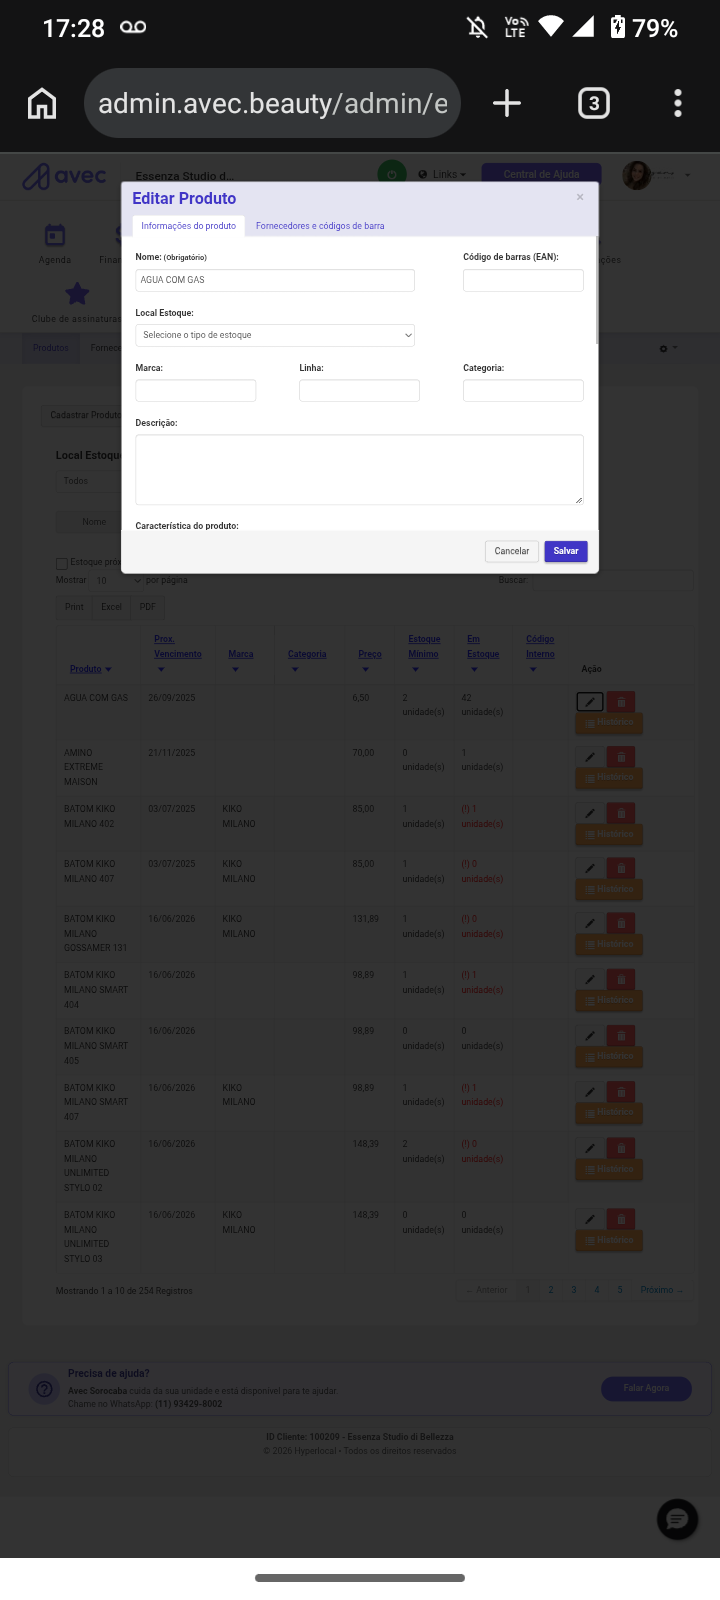 17:28
Vo LTE
79%
admin.avec.beauty/admin/e
3
avec
Essenza Studio d...
Links
Central de Ajuda
Editar Produto
×
Informações do produto
Fornecedores e códigos de barra
Agenda
Finan
ções
Clube de assinaturas
Produtos
Fornece
Nome: (Obrigatório)
Código de barras (EAN):
AGUA COM GAS
Local Estoque:
Selecione o tipo de estoque
Marca:
Linha:
Categoria:
Descrição:
Característica do produto:
Cancelar
Salvar
Cadastrar Produto
Local Estoque
Todos
Nome
Estoque próx
Mostrar 10 por página
Buscar:
Print
Excel
PDF
Produto
Prox. Vencimento
Marca
Categoria
Preço
Estoque Mínimo
Em Estoque
Código Interno
Ação
AGUA COM GAS 26/09/2025 6,50 2 unidade(s) 42 unidade(s) Histórico
AMINO EXTREME MAISON 21/11/2025 70,00 0 unidade(s) 1 unidade(s) Histórico
BATOM KIKO MILANO 402 03/07/2025 KIKO MILANO 85,00 1 unidade(s) (!) 1 unidade(s) Histórico
BATOM KIKO MILANO 407 03/07/2025 KIKO MILANO 85,00 1 unidade(s) (!) 0 unidade(s) Histórico
BATOM KIKO MILANO GOSSAMER 131 16/06/2026 KIKO MILANO 131,89 1 unidade(s) (!) 0 unidade(s) Histórico
BATOM KIKO MILANO SMART 404 16/06/2026 98,89 1 unidade(s) (!) 1 unidade(s) Histórico
BATOM KIKO MILANO SMART 405 16/06/2026 98,89 0 unidade(s) 0 unidade(s) Histórico
BATOM KIKO MILANO SMART 407 16/06/2026 KIKO MILANO 98,89 1 unidade(s) (!) 1 unidade(s) Histórico
BATOM KIKO MILANO UNLIMITED STYLO 02 16/06/2026 148,39 2 unidade(s) (!) 0 unidade(s) Histórico
BATOM KIKO MILANO UNLIMITED STYLO 03 16/06/2026 KIKO MILANO 148,39 0 unidade(s) 0 unidade(s) Histórico
Mostrando 1 a 10 de 254 Registros
← Anterior 1 2 3 4 5 Próximo →
Precisa de ajuda?
Avec Sorocaba cuida da sua unidade e está disponível para te ajudar.
Chame no WhatsApp: (11) 93429-8002
Falar Agora
ID Cliente: 100209 - Essenza Studio di Bellezza
© 2026 Hyperlocal • Todos os direitos reservados